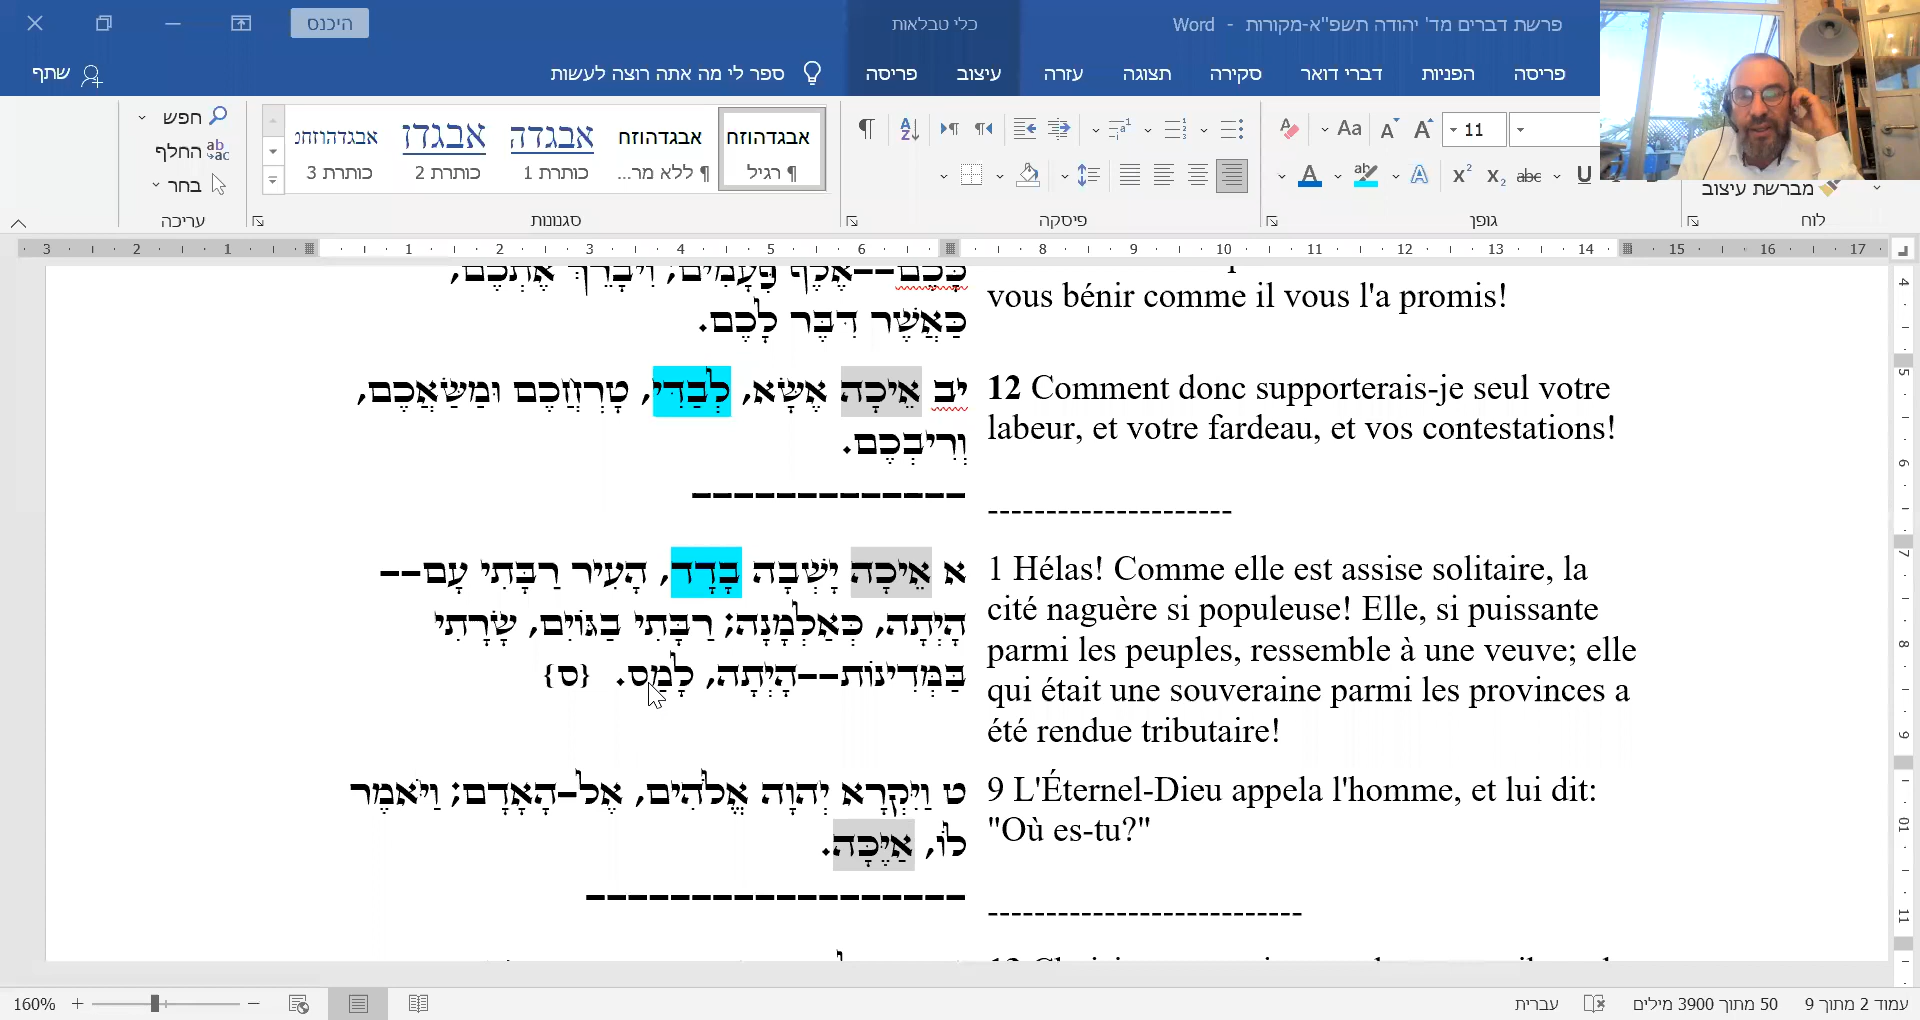 היכנס
כלי טבלאות
פרשת דברים מד' יהודה תשפ"א-מקורות - Word
פריסה הפניות דברי דואר סקירה תצוגה עזרה עיצוב פריסה ספר לי מה אתה רוצה לעשות
שתף
חפש
החלף
בחר
עריכה
אבגדהוזח אבגדהוזח אבגדה אבגדו אבגדהוזחט
¶ רגיל ¶ ללא מר... כותרת 1 כותרת 2 כותרת 3
סגנונות
פיסקה
11
גופן
מברשת עיצוב
לוח
כָּכֶם--אֶלֶף פְּעָמִים; וִיבָרֵךְ אֶתְכֶם,
כַּאֲשֶׁר דִּבֶּר לָכֶם.
vous bénir comme il vous l'a promis!
יב אֵיכָה אֶשָּׂא, לְבַדִּי, טָרְחֲכֶם וּמַשַּׂאֲכֶם,
וְרִיבְכֶם.
-------------
12 Comment donc supporterais-je seul votre
labeur, et votre fardeau, et vos contestations!
---------------------
א אֵיכָה יָשְׁבָה בָדָד, הָעִיר רַבָּתִי עָם--
הָיְתָה, כְּאַלְמָנָה; רַבָּתִי בַגּוֹיִם, שָׂרָתִי
בַּמְּדִינוֹת--הָיְתָה, לָמַס. {ס}
1 Hélas! Comme elle est assise solitaire, la
cité naguère si populeuse! Elle, si puissante
parmi les peuples, ressemble à une veuve; elle
qui était une souveraine parmi les provinces a
été rendue tributaire!
ט וַיִּקְרָא יְהוָה אֱלֹהִים, אֶל-הָאָדָם; וַיֹּאמֶר
לוֹ, אַיֶּכָּה.
------------------
9 L'Éternel-Dieu appela l'homme, et lui dit:
"Où es-tu?"
---------------------------
עמוד 2 מתוך 9 50 מתוך 3900 מילים עברית
160%